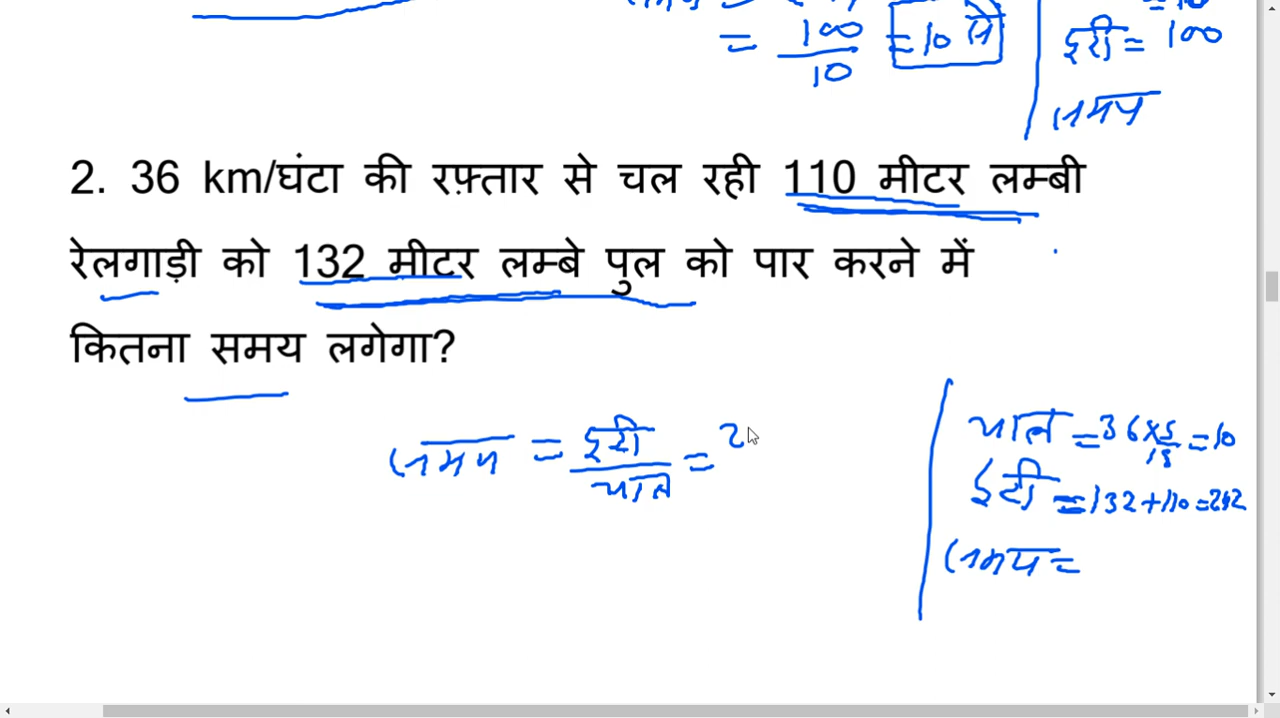 = 100/10 = 10 से
दूरी = 100
समय
2. 36 km/घंटा की रफ़्तार से चल रही 110 मीटर लम्बी
रेलगाड़ी को 132 मीटर लम्बे पुल को पार करने में
कितना समय लगेगा?
समय = दूरी/चाल = 2
चाल = 36 × 5/18 = 10
दूरी = 132 + 110 = 242
समय =